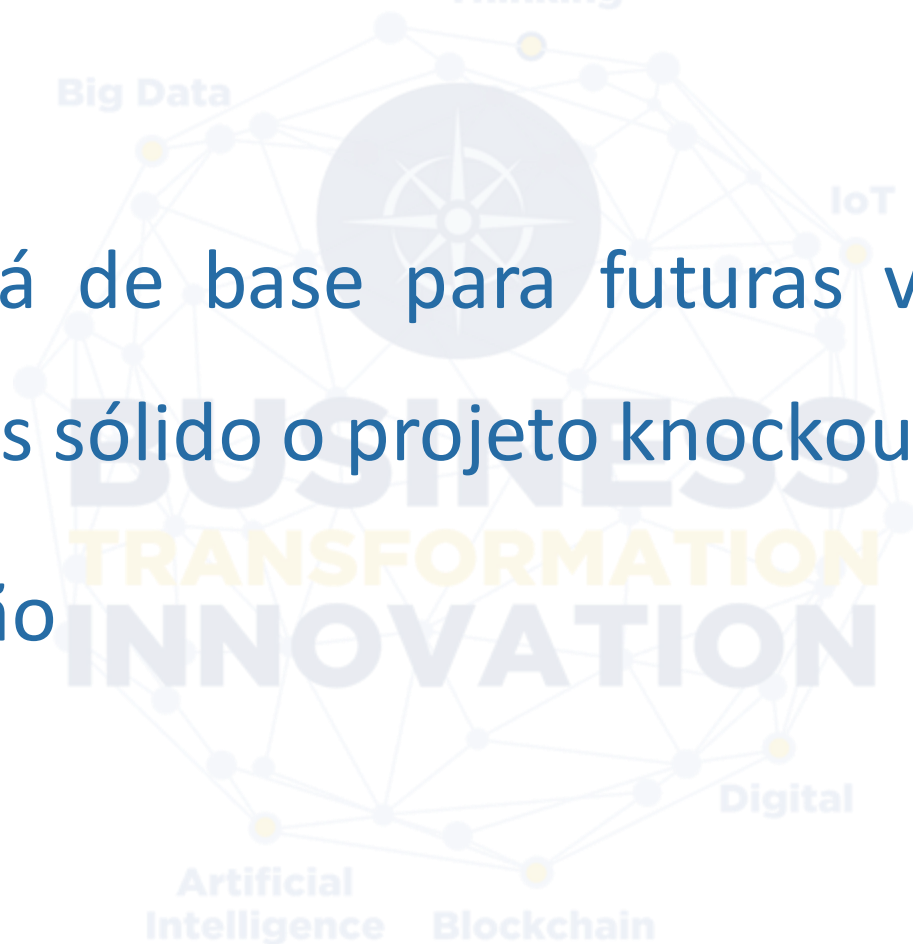 Big Data
IoT
á de base para futuras v
s sólido o projeto knockou
BUSINESS
TRANSFORMATION
ão
INNOVATION
Digital
Artificial
Intelligence
Blockchain